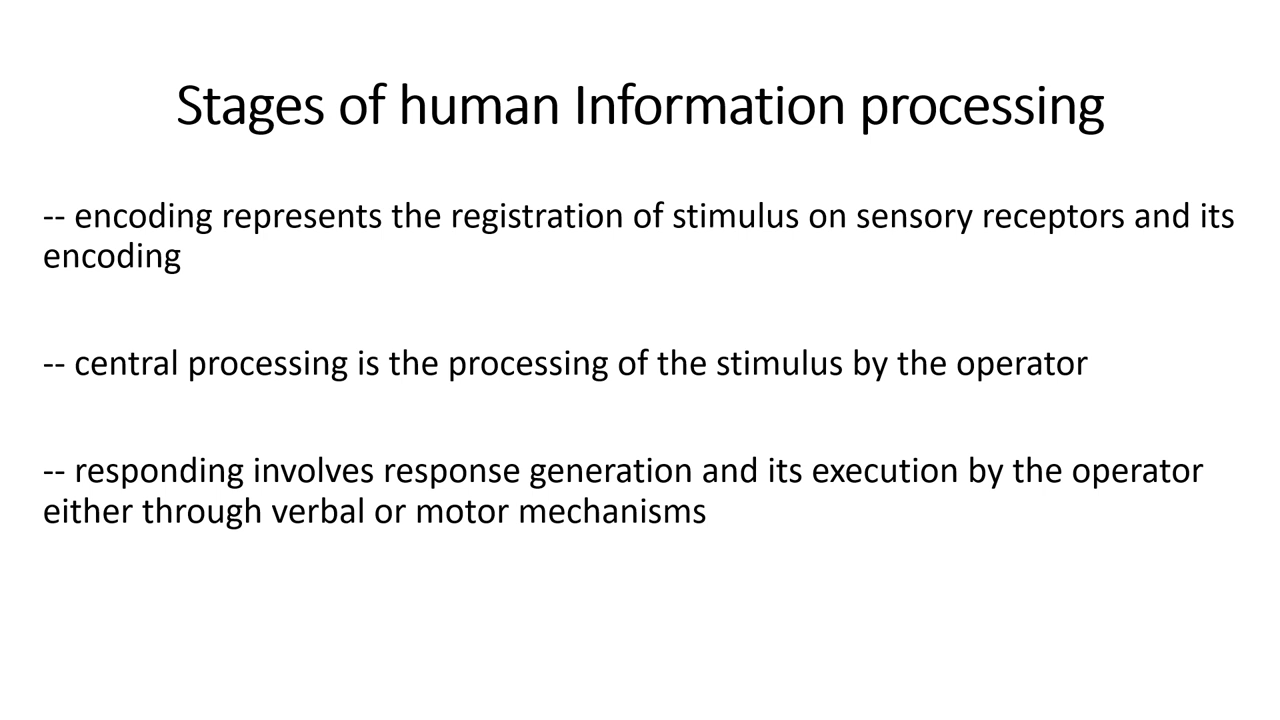 Stages of human Information processing
-- encoding represents the registration of stimulus on sensory receptors and its
encoding
-- central processing is the processing of the stimulus by the operator
-- responding involves response generation and its execution by the operator
either through verbal or motor mechanisms